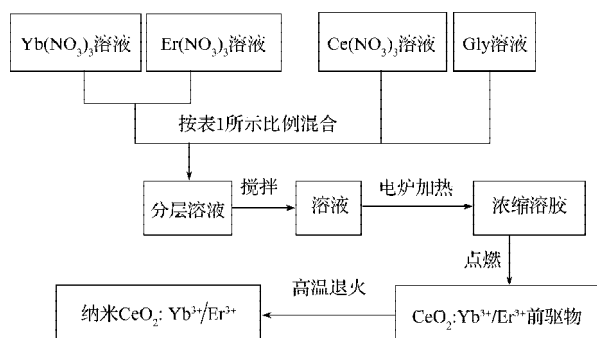 Yb(NO₃)₃溶液
Er(NO₃)₃溶液
Ce(NO₃)₃溶液
Gly溶液
按表1所示比例混合
分层溶液
搅拌
溶液
电炉加热
浓缩溶胶
点燃
CeO₂:Yb³⁺/Er³⁺前驱物
高温退火
纳米CeO₂: Yb³⁺/Er³⁺